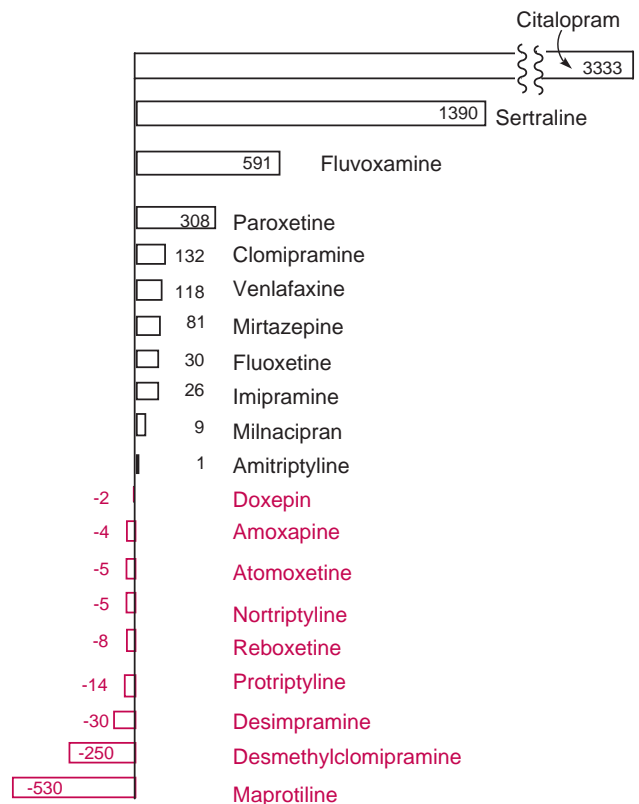 Citalopram
3333
1390 Sertraline
591 Fluvoxamine
308 Paroxetine
132 Clomipramine
118 Venlafaxine
81 Mirtazepine
30 Fluoxetine
26 Imipramine
9 Milnacipran
1 Amitriptyline
-2 Doxepin
-4 Amoxapine
-5 Atomoxetine
-5 Nortriptyline
-8 Reboxetine
-14 Protriptyline
-30 Desimpramine
-250 Desmethylclomipramine
-530 Maprotiline